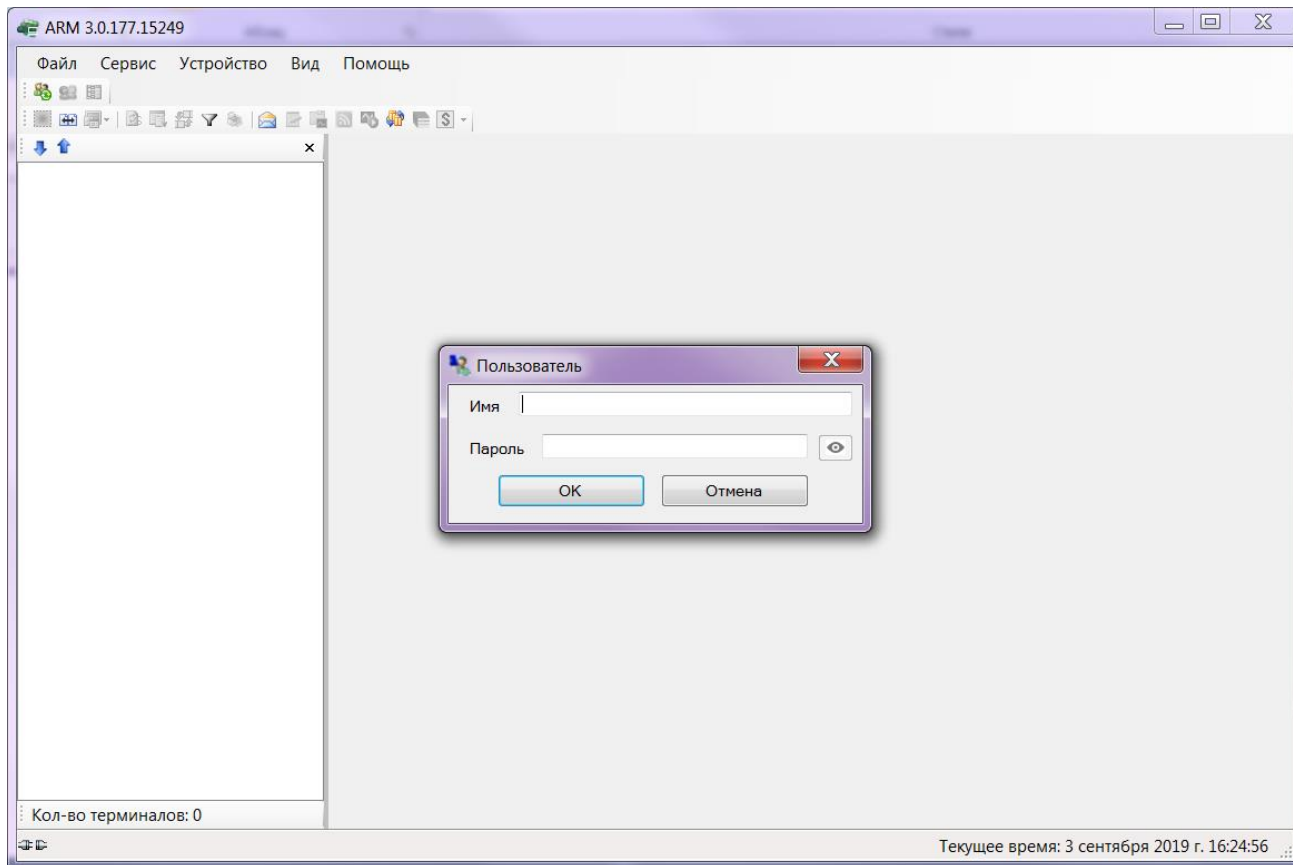 ARM 3.0.177.15249
Файл Сервис Устройство Вид Помощь
Пользователь
Имя
Пароль
OK Отмена
Кол-во терминалов: 0
Текущее время: 3 сентября 2019 г. 16:24:56